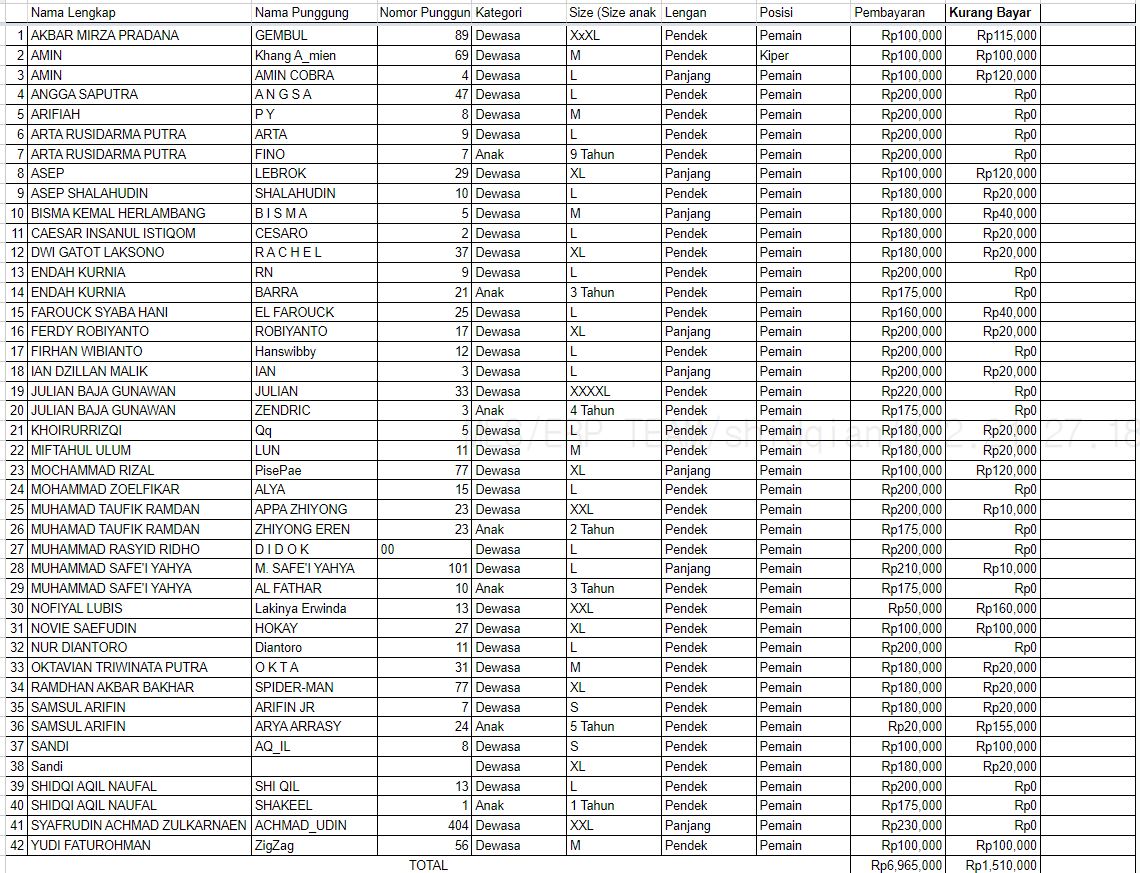 Nama Lengkap Nama Punggung Nomor Punggun Kategori Size (Size anak Lengan Posisi Pembayaran Kurang Bayar
1 AKBAR MIRZA PRADANA GEMBUL 89 Dewasa XxXL Pendek Pemain Rp100,000 Rp115,000
2 AMIN Khang A_mien 69 Dewasa M Pendek Kiper Rp100,000 Rp100,000
3 AMIN AMIN COBRA 4 Dewasa L Panjang Pemain Rp100,000 Rp120,000
4 ANGGA SAPUTRA A N G S A 47 Dewasa L Pendek Pemain Rp200,000 Rp0
5 ARIFIAH P Y 8 Dewasa M Pendek Pemain Rp200,000 Rp0
6 ARTA RUSIDARMA PUTRA ARTA 9 Dewasa L Pendek Pemain Rp200,000 Rp0
7 ARTA RUSIDARMA PUTRA FINO 7 Anak 9 Tahun Pendek Pemain Rp200,000 Rp0
8 ASEP LEBROK 29 Dewasa XL Panjang Pemain Rp100,000 Rp120,000
9 ASEP SHALAHUDIN SHALAHUDIN 10 Dewasa L Pendek Pemain Rp180,000 Rp20,000
10 BISMA KEMAL HERLAMBANG B I S M A 5 Dewasa M Panjang Pemain Rp180,000 Rp40,000
11 CAESAR INSANUL ISTIQOM CESARO 2 Dewasa L Pendek Pemain Rp180,000 Rp20,000
12 DWI GATOT LAKSONO R A C H E L 37 Dewasa XL Pendek Pemain Rp180,000 Rp20,000
13 ENDAH KURNIA RN 9 Dewasa L Pendek Pemain Rp200,000 Rp0
14 ENDAH KURNIA BARRA 21 Anak 3 Tahun Pendek Pemain Rp175,000 Rp0
15 FAROUCK SYABA HANI EL FAROUCK 25 Dewasa L Pendek Pemain Rp160,000 Rp40,000
16 FERDY ROBIYANTO ROBIYANTO 17 Dewasa XL Panjang Pemain Rp200,000 Rp20,000
17 FIRHAN WIBIANTO Hanswibby 12 Dewasa L Pendek Pemain Rp200,000 Rp0
18 IAN DZILLAN MALIK IAN 3 Dewasa L Panjang Pemain Rp200,000 Rp20,000
19 JULIAN BAJA GUNAWAN JULIAN 33 Dewasa XXXXL Pendek Pemain Rp220,000 Rp0
20 JULIAN BAJA GUNAWAN ZENDRIC 3 Anak 4 Tahun Pendek Pemain Rp175,000 Rp0
21 KHOIRURRIZQI Qq 5 Dewasa L Pendek Pemain Rp180,000 Rp20,000
22 MIFTAHUL ULUM LUN 11 Dewasa M Pendek Pemain Rp180,000 Rp20,000
23 MOCHAMMAD RIZAL PisePae 77 Dewasa XL Panjang Pemain Rp100,000 Rp120,000
24 MOHAMMAD ZOELFIKAR ALYA 15 Dewasa L Pendek Pemain Rp200,000 Rp0
25 MUHAMAD TAUFIK RAMDAN APPA ZHIYONG 23 Dewasa XXL Pendek Pemain Rp200,000 Rp10,000
26 MUHAMAD TAUFIK RAMDAN ZHIYONG EREN 23 Anak 2 Tahun Pendek Pemain Rp175,000 Rp0
27 MUHAMMAD RASYID RIDHO D I D O K 00 Dewasa L Pendek Pemain Rp200,000 Rp0
28 MUHAMMAD SAFE'I YAHYA M. SAFE'I YAHYA 101 Dewasa L Panjang Pemain Rp210,000 Rp10,000
29 MUHAMMAD SAFE'I YAHYA AL FATHAR 10 Anak 3 Tahun Pendek Pemain Rp175,000 Rp0
30 NOFIYAL LUBIS Lakinya Erwinda 13 Dewasa XXL Pendek Pemain Rp50,000 Rp160,000
31 NOVIE SAEFUDIN HOKAY 27 Dewasa XL Pendek Pemain Rp100,000 Rp100,000
32 NUR DIANTORO Diantoro 11 Dewasa L Pendek Pemain Rp200,000 Rp0
33 OKTAVIAN TRIWINATA PUTRA O K T A 31 Dewasa M Pendek Pemain Rp180,000 Rp20,000
34 RAMDHAN AKBAR BAKHAR SPIDER-MAN 77 Dewasa XL Pendek Pemain Rp180,000 Rp20,000
35 SAMSUL ARIFIN ARIFIN JR 7 Dewasa S Pendek Pemain Rp180,000 Rp20,000
36 SAMSUL ARIFIN ARYA ARRASY 24 Anak 5 Tahun Pendek Pemain Rp20,000 Rp155,000
37 SANDI AQ_IL 8 Dewasa S Pendek Pemain Rp100,000 Rp100,000
38 Sandi Dewasa XL Pendek Pemain Rp180,000 Rp20,000
39 SHIDQI AQIL NAUFAL SHI QIL 13 Dewasa L Pendek Pemain Rp200,000 Rp0
40 SHIDQI AQIL NAUFAL SHAKEEL 1 Anak 1 Tahun Pendek Pemain Rp175,000 Rp0
41 SYAFRUDIN ACHMAD ZULKARNAEN ACHMAD_UDIN 404 Dewasa XXL Panjang Pemain Rp230,000 Rp0
42 YUDI FATUROHMAN ZigZag 56 Dewasa M Pendek Pemain Rp100,000 Rp100,000
TOTAL Rp6,965,000 Rp1,510,000